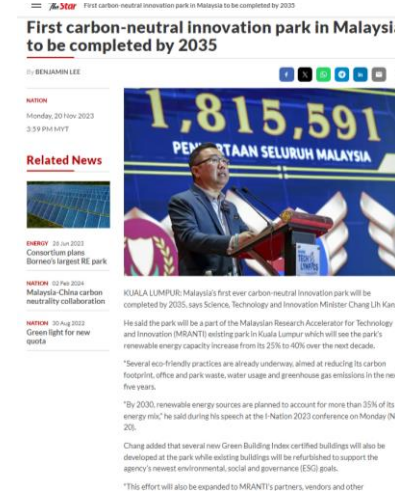 The Star First carbon-neutral innovation park in Malaysia to be completed by 2035
First carbon-neutral innovation park in Malaysia
to be completed by 2035
By BENJAMIN LEE
NATION
Monday, 20 Nov 2023
3:59 PM MYT
Related News
ENERGY 26 Jun 2023
Consortium plans
Borneo's largest RE park
NATION 02 Feb 2024
Malaysia-China carbon
neutrality collaboration
NATION 30 Aug 2022
Green light for new
quota
1,815,591
SELURUH MALAYSIA
KUALA LUMPUR: Malaysia's first ever carbon-neutral innovation park will be
completed by 2035, says Science, Technology and Innovation Minister Chang Lih Kang
He said the park will be a part of the Malaysian Research Accelerator for Technology
and Innovation (MRANTI) existing park in Kuala Lumpur which will see the park's
renewable energy capacity increase from its 25% to 40% over the next decade.
"Several eco-friendly practices are already underway, aimed at reducing its carbon
footprint, office and park waste, water usage and greenhouse gas emissions in the
five years.
"By 2030, renewable energy sources are planned to account for more than 35% of its
energy mix," he said during his speech at the I-Nation 2023 conference on Monday
20).
Chang added that several new Green Building Index certified buildings will also be
developed at the park while existing buildings will be refurbished to support the
agency's newest environmental, social and governance (ESG) goals.
"This effort will also be expanded to MRANTI's partners, vendors and other